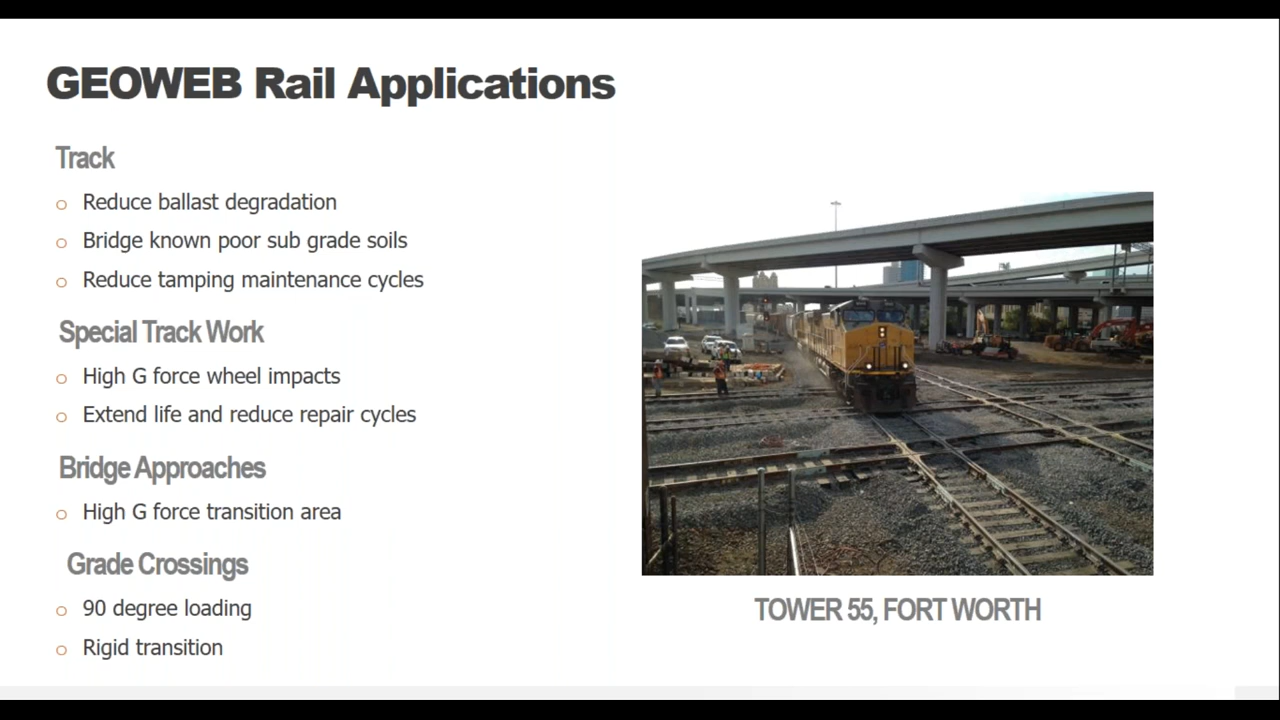 GEOWEB Rail Applications
Track
Reduce ballast degradation
Bridge known poor sub grade soils
Reduce tamping maintenance cycles
Special Track Work
High G force wheel impacts
Extend life and reduce repair cycles
Bridge Approaches
High G force transition area
Grade Crossings
90 degree loading
Rigid transition
TOWER 55, FORT WORTH